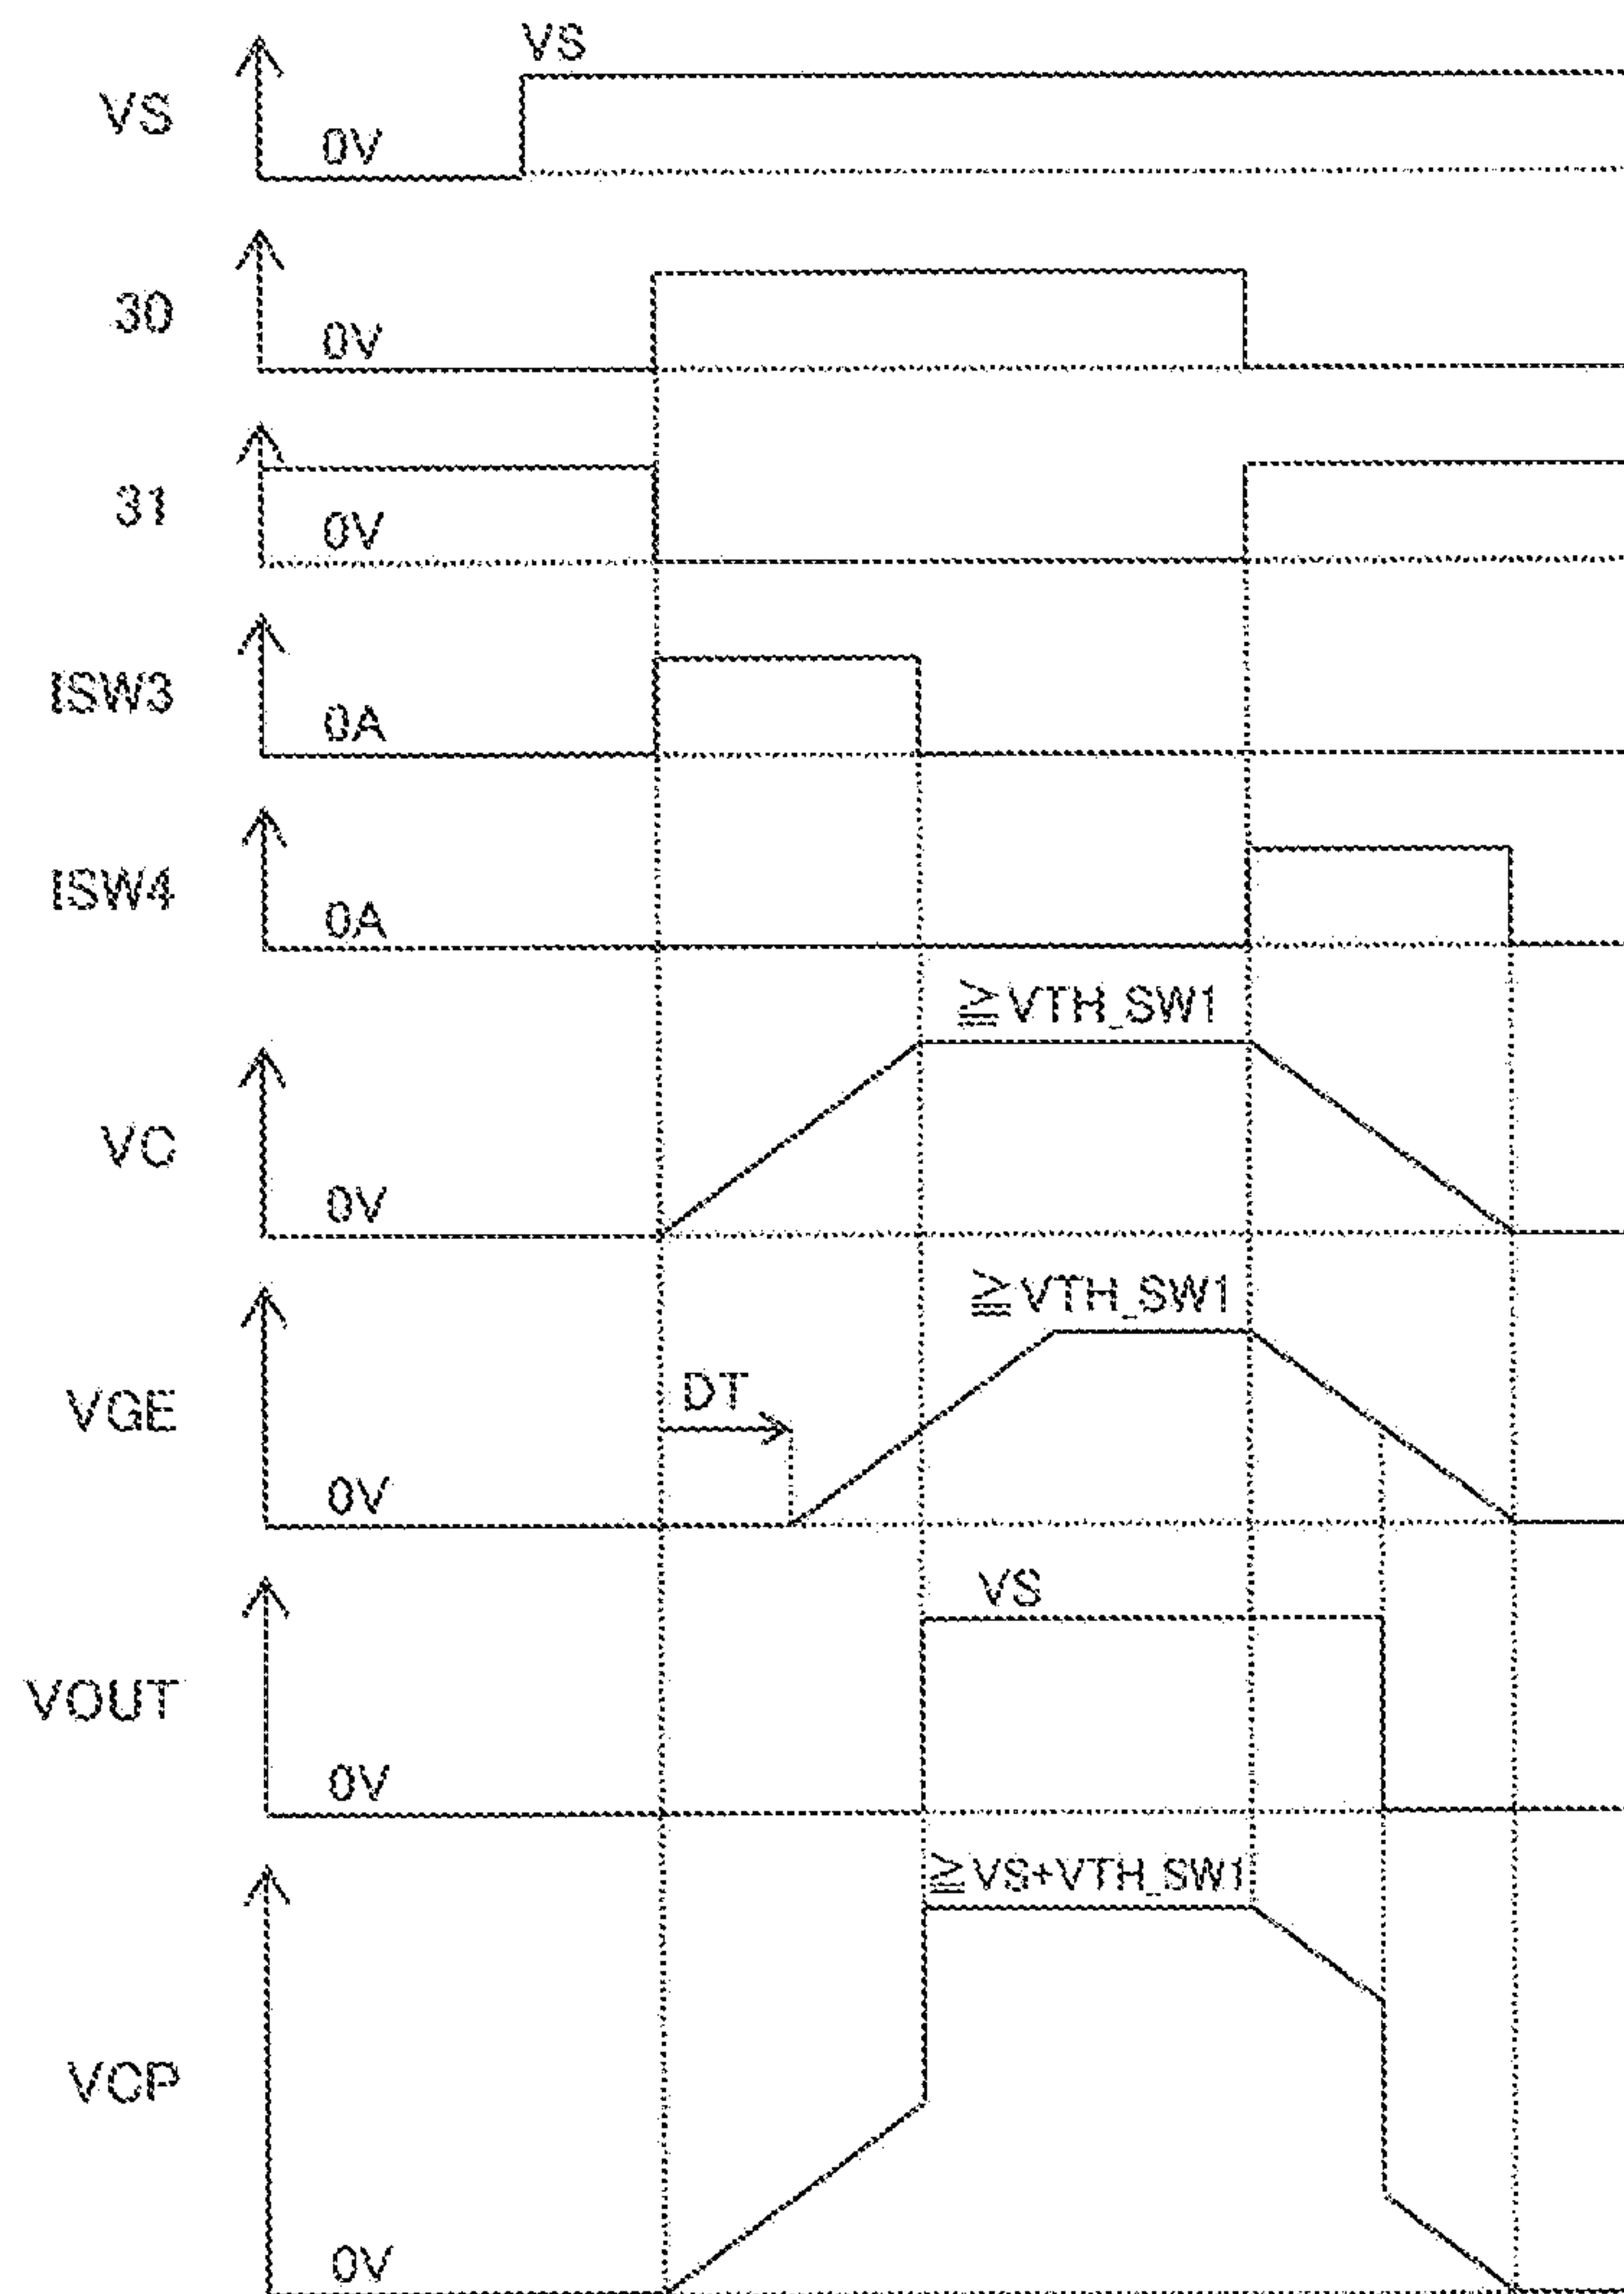 VS
VS
0V
30
0V
31
0V
ISW3
0A
ISW4
0A
≧VTH_SW1
VC
0V
≧VTH_SW1
DT
VGE
0V
VS
VOUT
0V
≧VS+VTH_SW1
VCP
0V